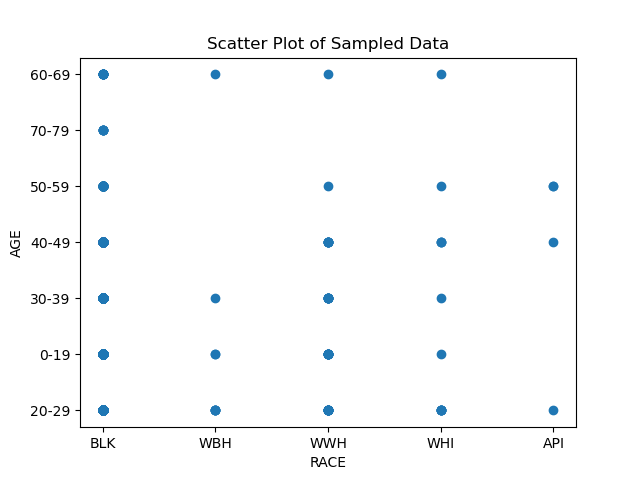 Scatter Plot of Sampled Data
60-69
70-79
50-59
40-49
30-39
0-19
20-29
AGE
BLK WBH WWH WHI API
RACE